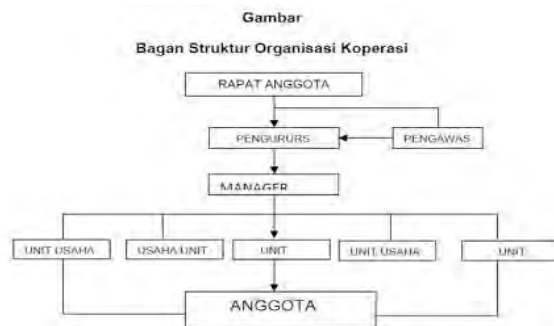 Gambar
Bagan Struktur Organisasi Koperasi
RAPAT ANGGOTA
PENGURURS
PENGAWAS
MANAGER
UNIT USAHA
USAHA UNIT
UNIT
UNIT USAHA
UNIT
ANGGOTA